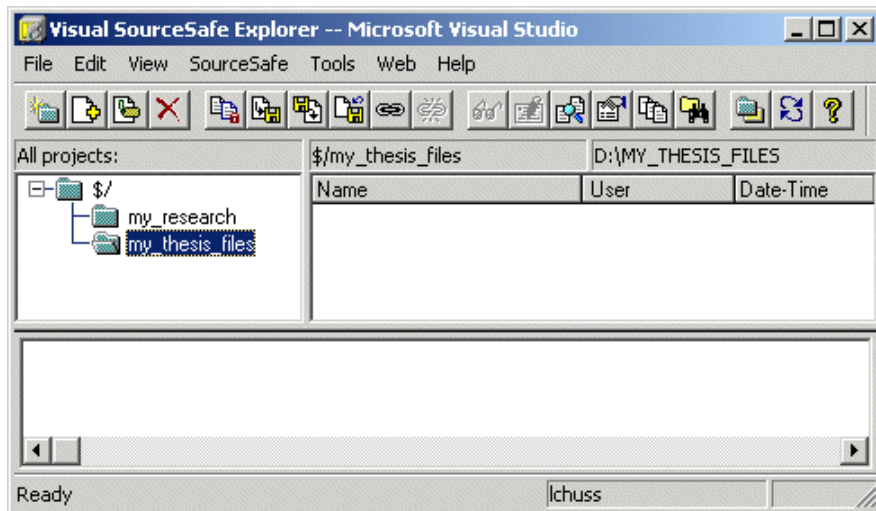 Visual SourceSafe Explorer -- Microsoft Visual Studio
File Edit View SourceSafe Tools Web Help
All projects: $/my_thesis_files D:\MY_THESIS_FILES
$/ Name User Date-Time
my_research
my_thesis_files
Ready lchuss